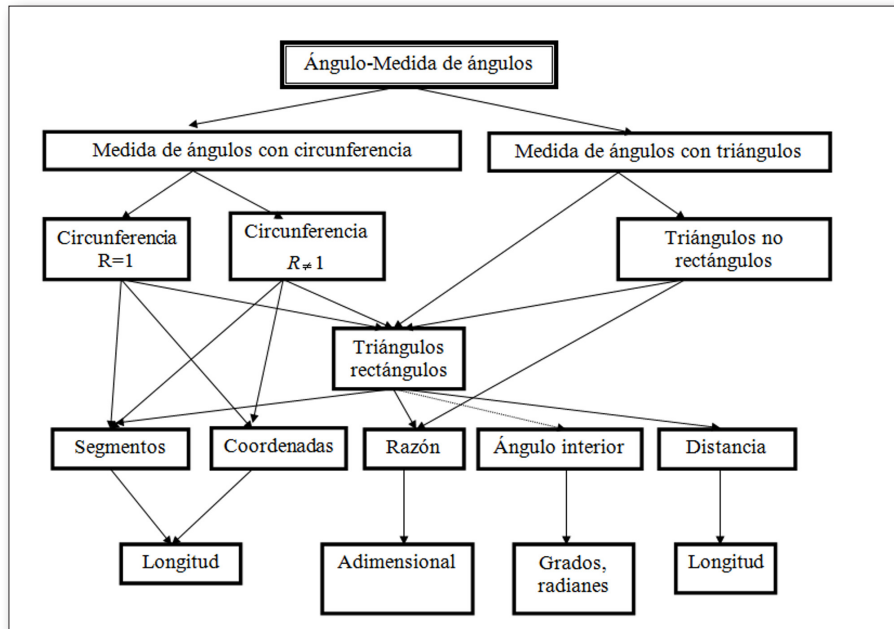 Ángulo-Medida de ángulos
Medida de ángulos con circunferencia
Medida de ángulos con triángulos
Circunferencia
R=1
Circunferencia
R≠1
Triángulos no
rectángulos
Triángulos
rectángulos
Segmentos
Coordenadas
Razón
Ángulo interior
Distancia
Longitud
Adimensional
Grados,
radianes
Longitud